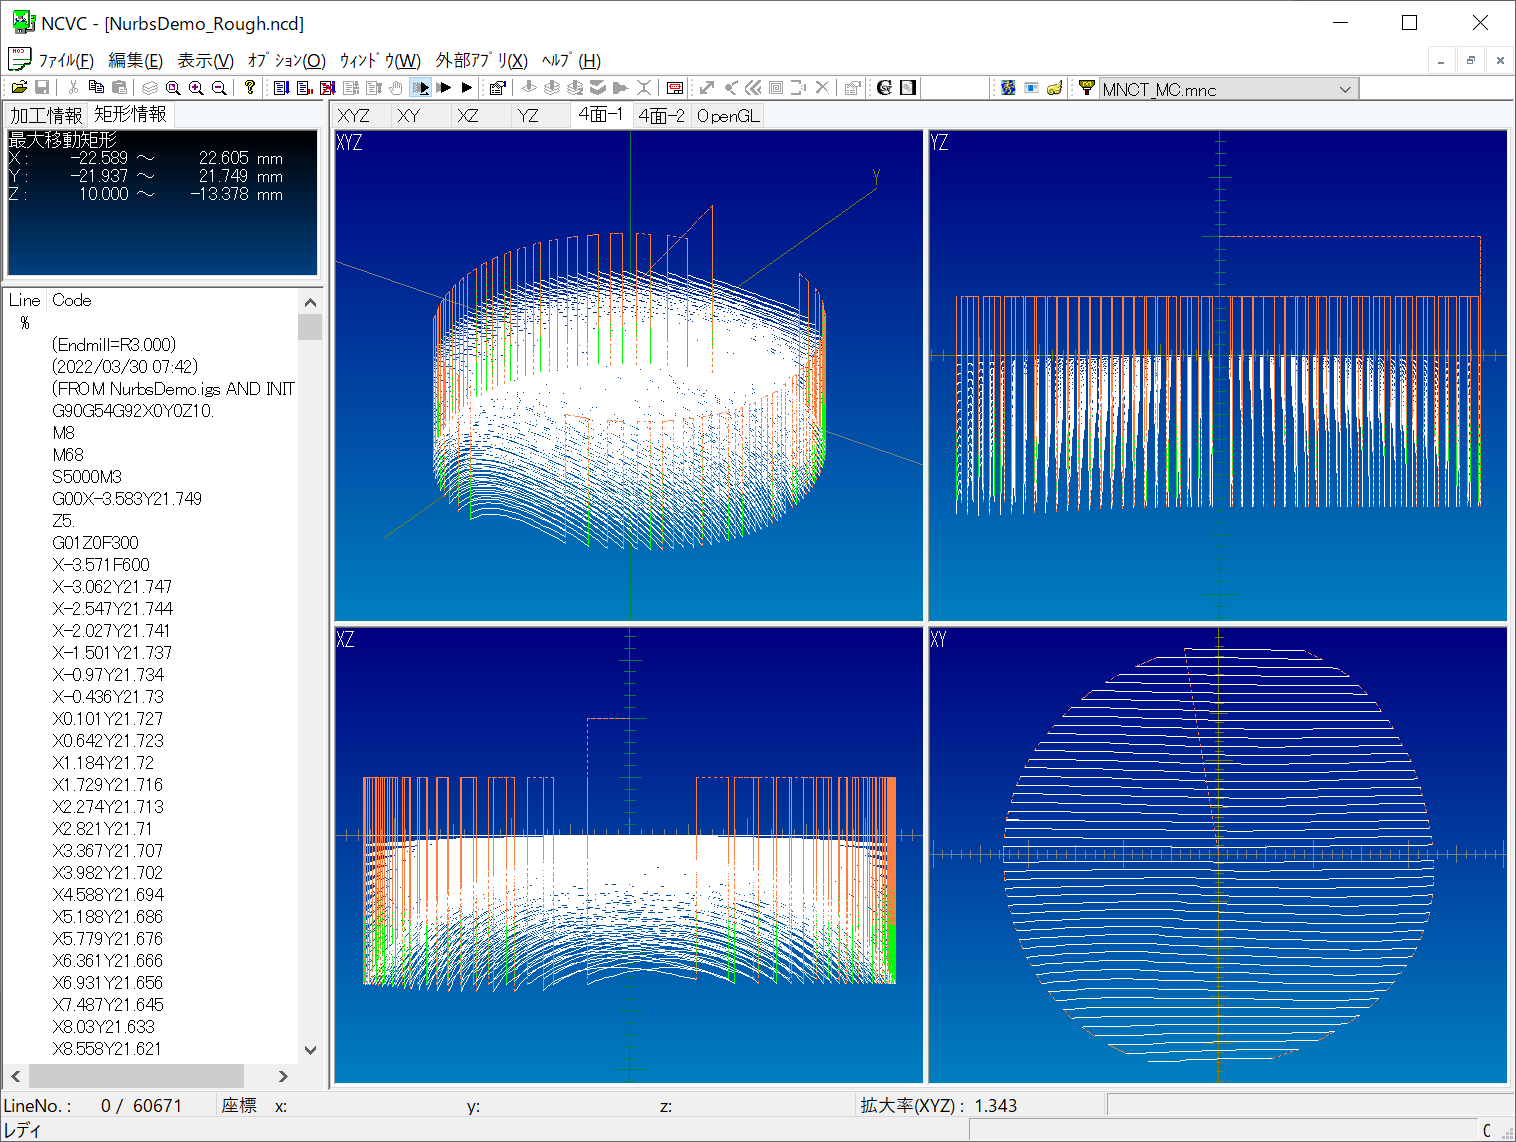 NCVC - [NurbsDemo_Rough.ncd]
ファイル(F) 編集(E) 表示(V) オプション(O) ウィンドウ(W) 外部アプリ(X) ヘルプ(H)
MNCT_MC.mnc
加工情報 矩形情報
最大移動矩形
X : -22.589 ～ 22.605 mm
Y : -21.937 ～ 21.749 mm
Z : 10.000 ～ -13.378 mm
Line Code
%
(Endmill=R3.000)
(2022/03/30 07:42)
(FROM NurbsDemo.igs AND INIT
G90G54G92X0Y0Z10.
M8
M68
S5000M3
G00X-3.583Y21.749
Z5.
G01Z0F300
X-3.571F600
X-3.062Y21.747
X-2.547Y21.744
X-2.027Y21.741
X-1.501Y21.737
X-0.97Y21.734
X-0.436Y21.73
X0.101Y21.727
X0.642Y21.723
X1.184Y21.72
X1.729Y21.716
X2.274Y21.713
X2.821Y21.71
X3.367Y21.707
X3.982Y21.702
X4.588Y21.694
X5.188Y21.686
X5.779Y21.676
X6.361Y21.666
X6.931Y21.656
X7.487Y21.645
X8.03Y21.633
X8.558Y21.621
XYZ XY XZ YZ 4面-1 4面-2 OpenGL
XYZ
Y
YZ
XZ
XY
LineNo. : 0 / 60671 座標 x: y: z: 拡大率(XYZ) : 1.343
レディ